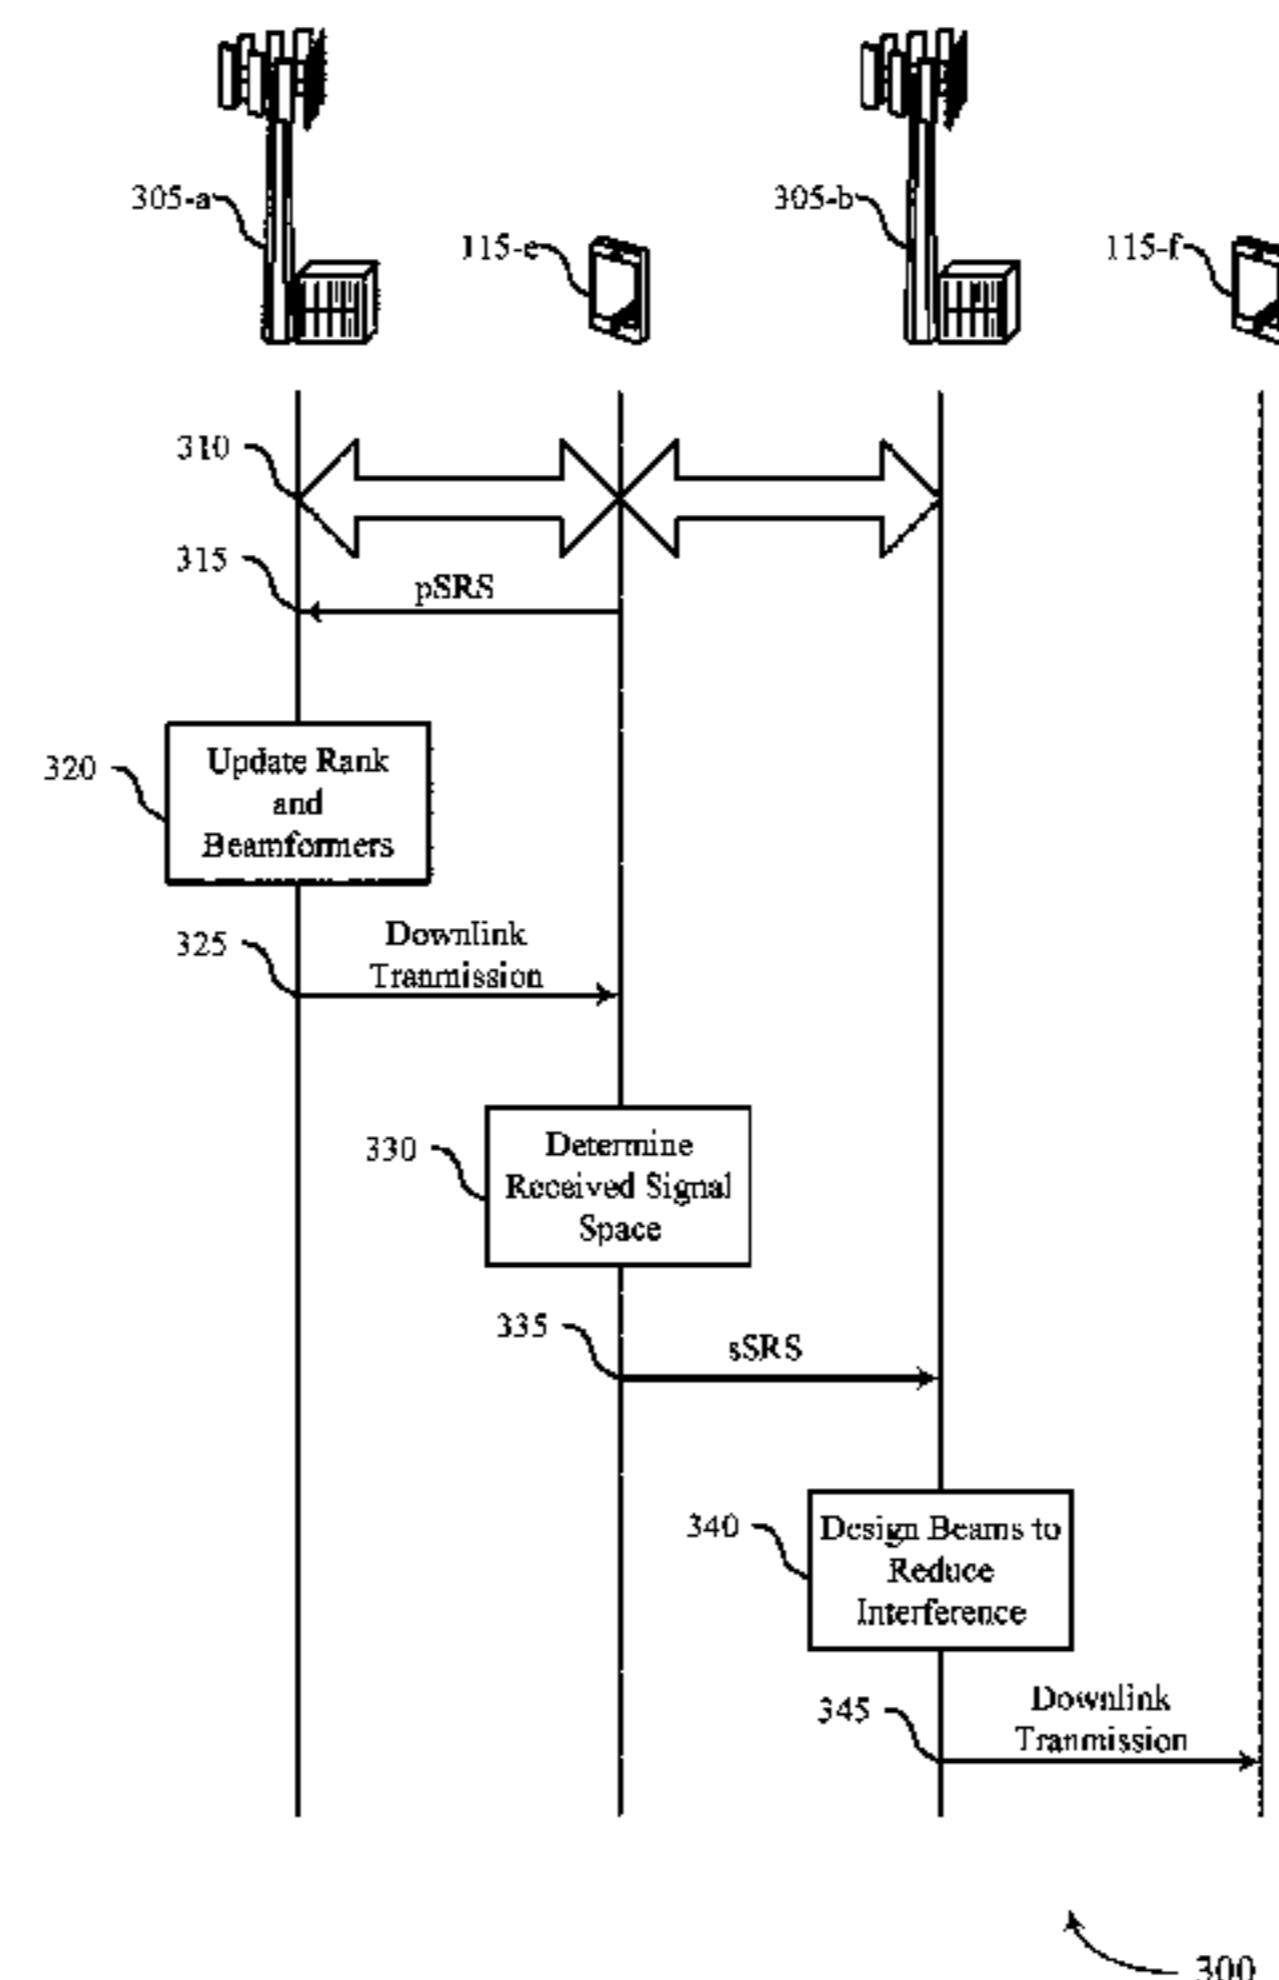 305-a
115-e
305-b
115-f
310
315
pSRS
320
Update Rank
and
Beamformers
325
Downlink
Tranmission
330
Determine
Received Signal
Space
335
sSRS
340
Design Beams to
Reduce
Interference
345
Downlink
Tranmission
300